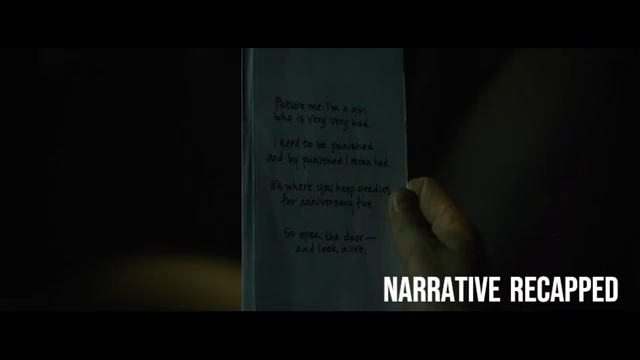 Picture me: I'm a girl
who is very very bad.
I need to be punished
and by punished I mean had.
It's where you keep goodies
for anniversary five
So open the door—
and look alive.
NARRATIVE RECAPPED